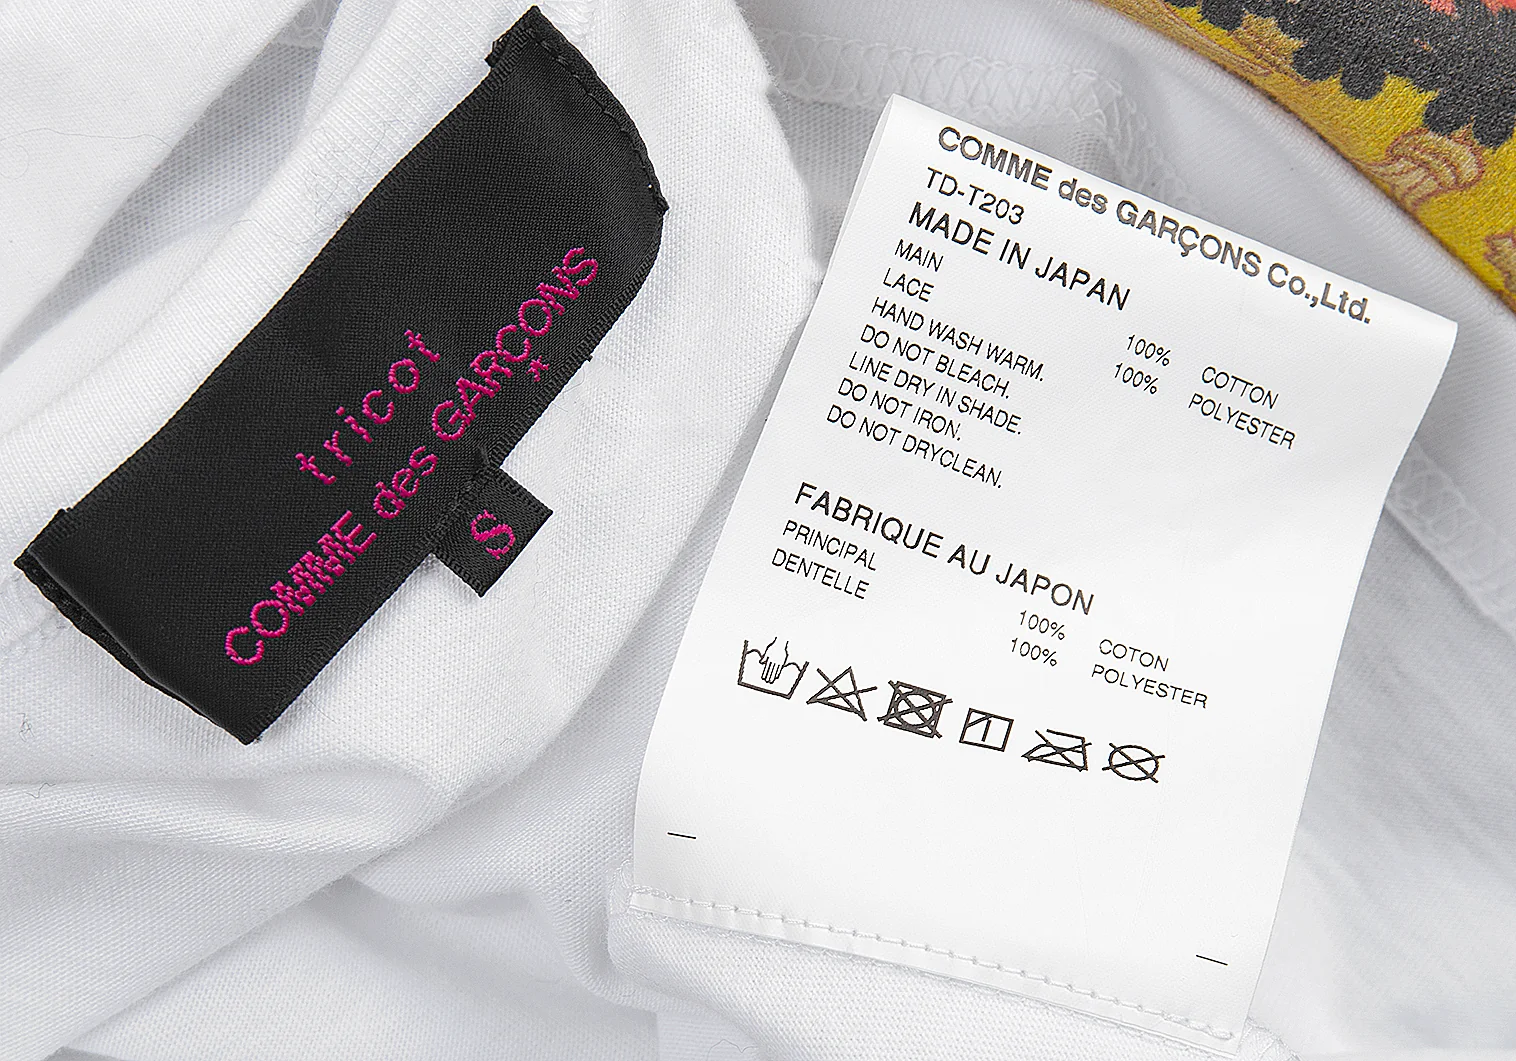 tricot
COMME des GARÇONS
S
COMME des GARÇONS Co.,Ltd.
TD-T203
MADE IN JAPAN
MAIN 100% COTTON
LACE 100% POLYESTER
HAND WASH WARM.
DO NOT BLEACH.
LINE DRY IN SHADE.
DO NOT IRON.
DO NOT DRYCLEAN.
FABRIQUE AU JAPON
PRINCIPAL 100% COTON
DENTELLE 100% POLYESTER